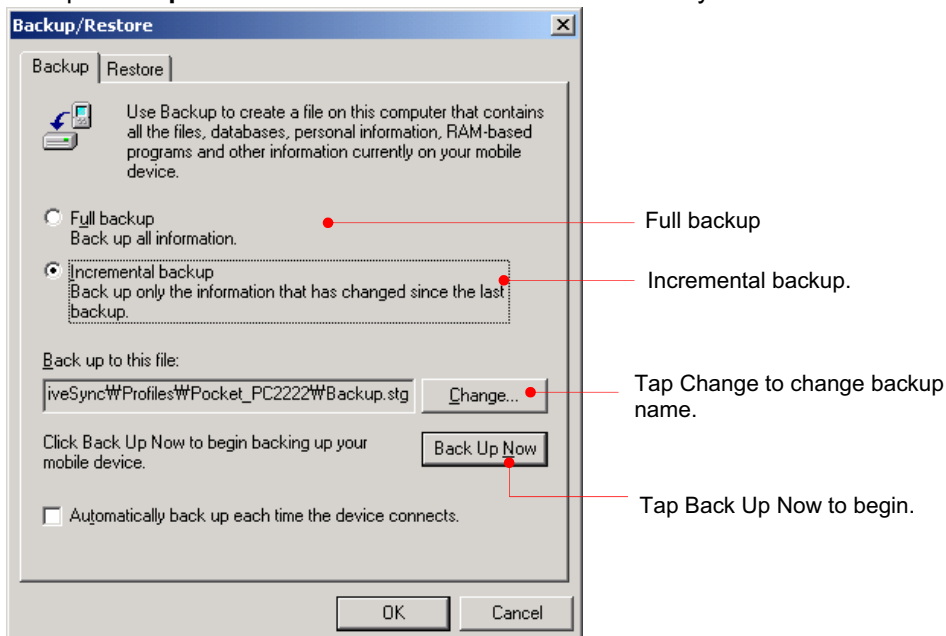 Backup/Restore
Backup Restore
Use Backup to create a file on this computer that contains
all the files, databases, personal information, RAM-based
programs and other information currently on your mobile
device.
Full backup
Back up all information.
Full backup
Incremental backup
Back up only the information that has changed since the last
backup.
Incremental backup.
Back up to this file:
iveSync₩Profiles₩Pocket_PC2222₩Backup.stg Change...
Tap Change to change backup
name.
Click Back Up Now to begin backing up your
mobile device.
Back Up Now
Tap Back Up Now to begin.
Automatically back up each time the device connects.
OK Cancel